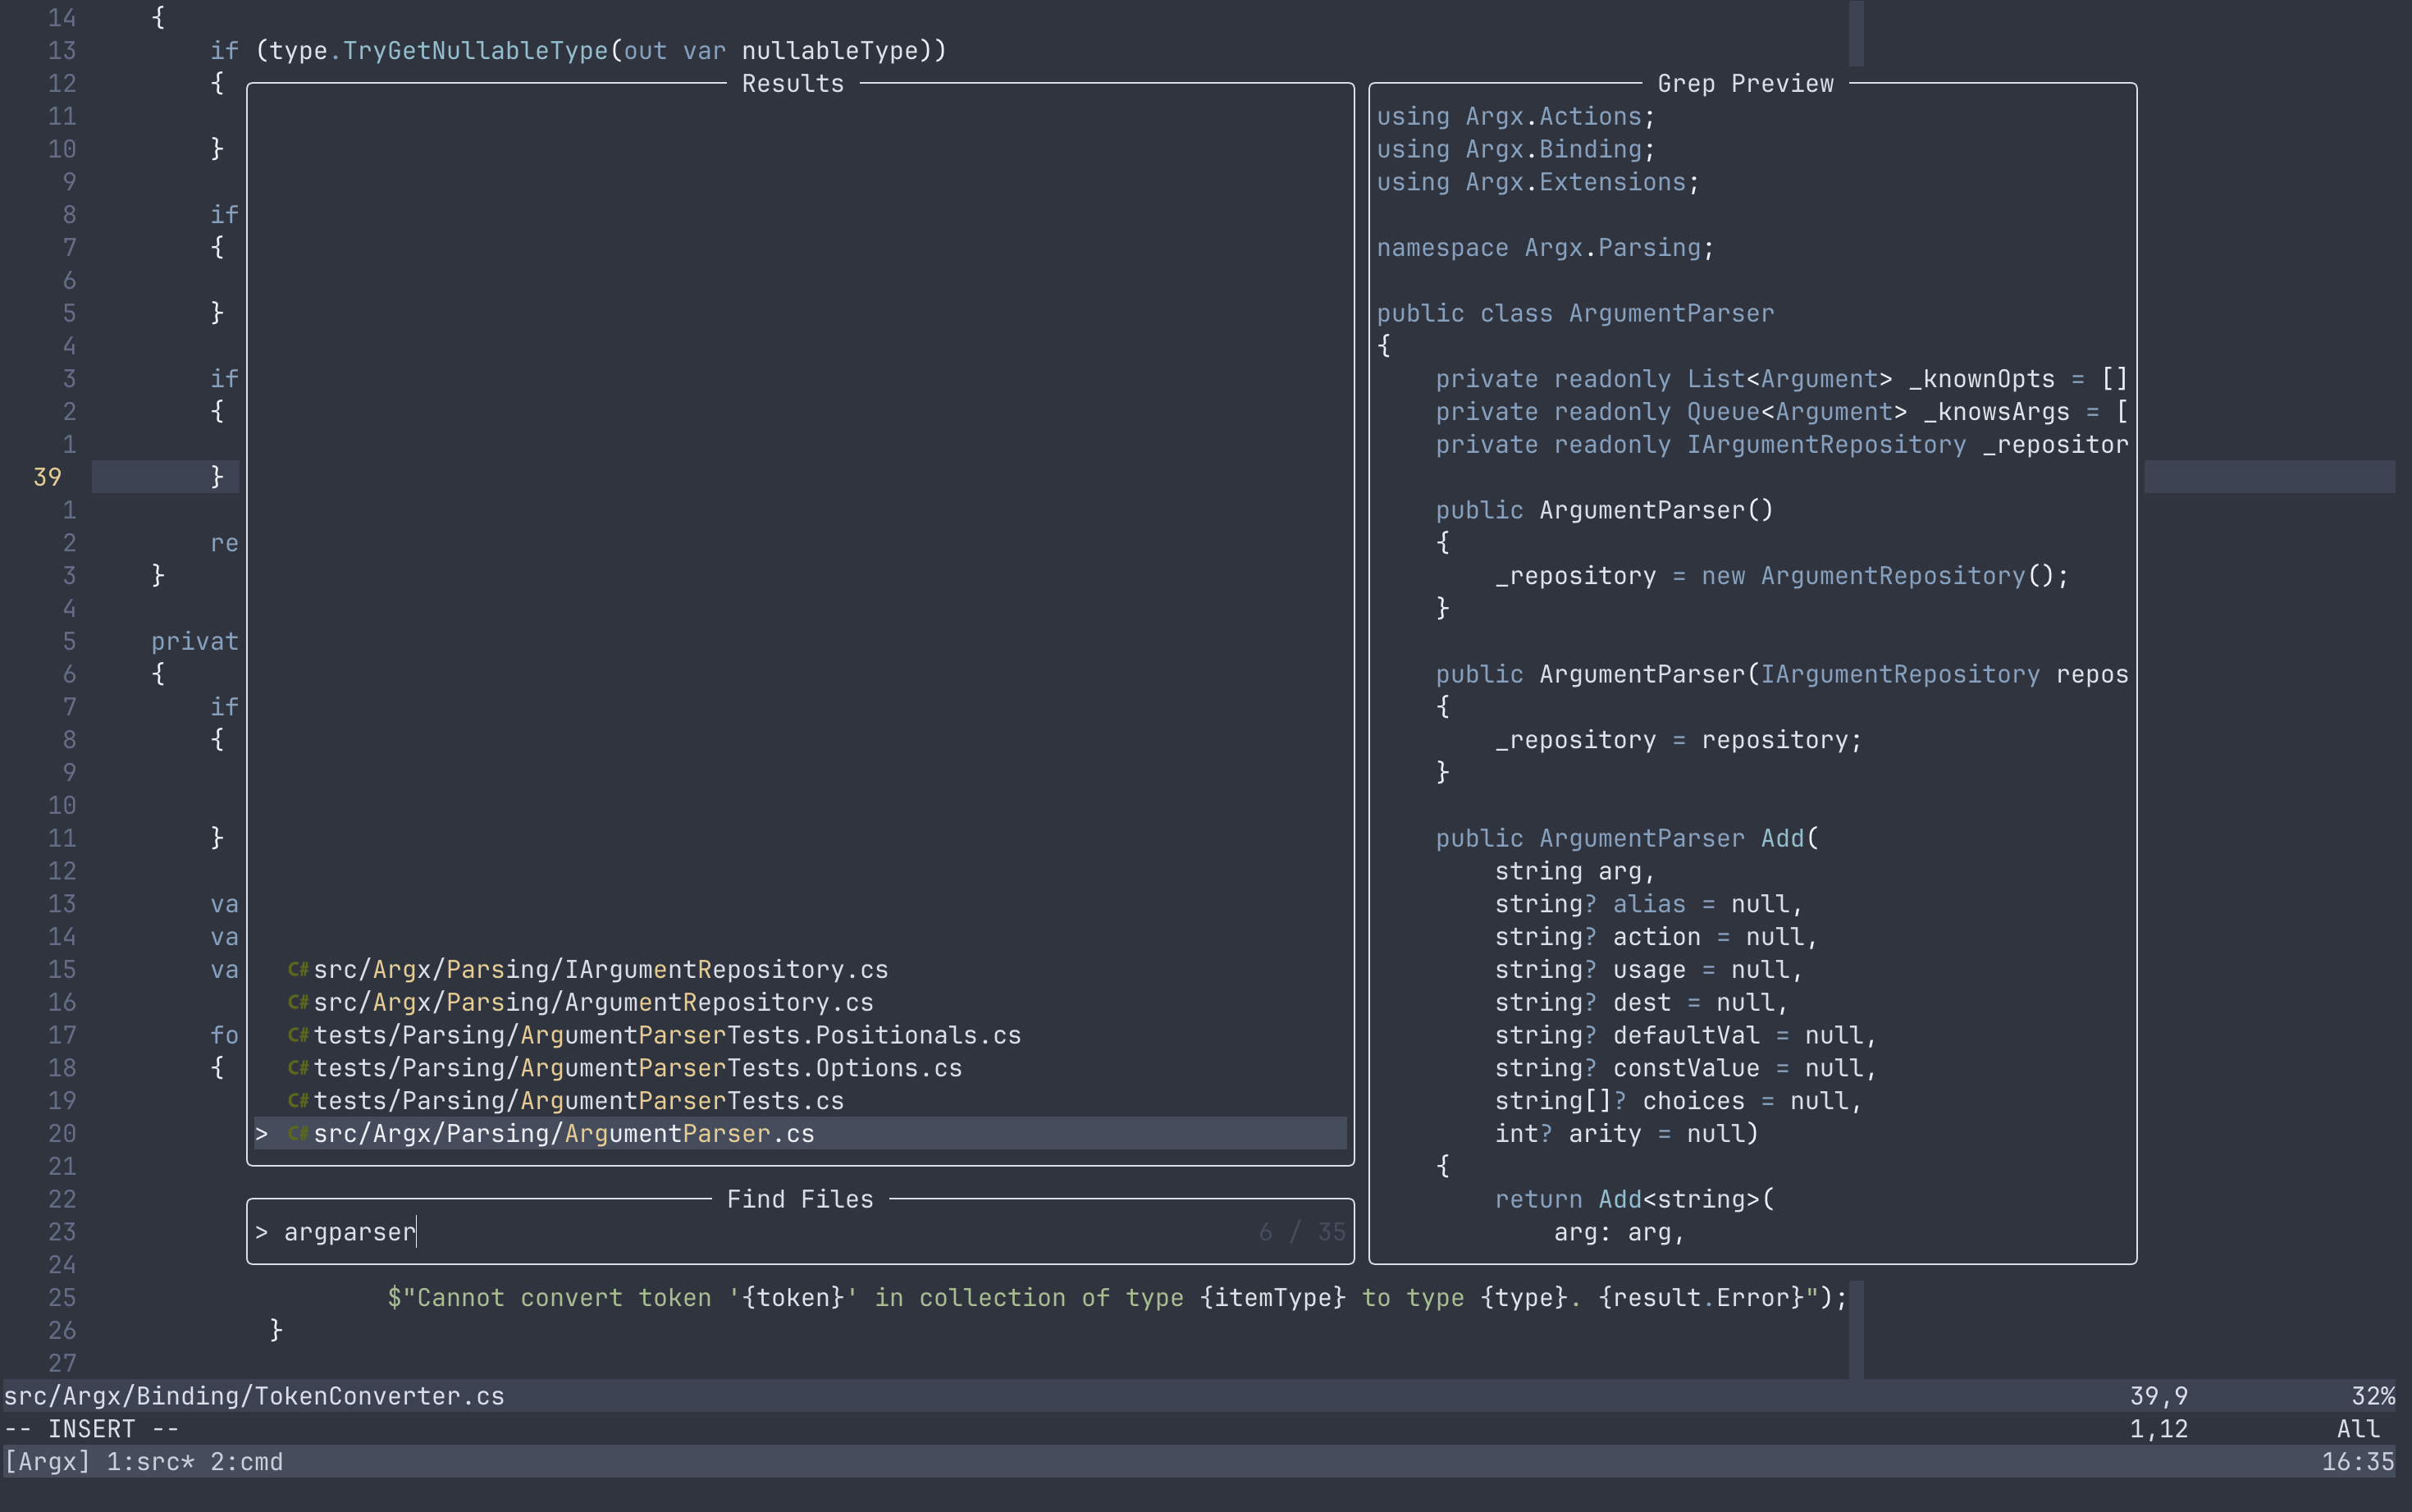 14 {
13 if (type.TryGetNullableType(out var nullableType))
12 {
11
10 }
9
8 if
7 {
6
5 }
4
3 if
2 {
1
39 }
1
2 re
3 }
4
5 privat
6 {
7 if
8 {
9
10
11 }
12
13 va
14 va
15 va
16
17 fo
18 {
19
20
21
22
23
24
25 $"Cannot convert token '{token}' in collection of type {itemType} to type {type}. {result.Error}");
26 }
27
Results
C# src/Argx/Parsing/IArgumentRepository.cs
C# src/Argx/Parsing/ArgumentRepository.cs
C# tests/Parsing/ArgumentParserTests.Positionals.cs
C# tests/Parsing/ArgumentParserTests.Options.cs
C# tests/Parsing/ArgumentParserTests.cs
> C# src/Argx/Parsing/ArgumentParser.cs
Find Files
> argparser 6 / 35
Grep Preview
using Argx.Actions;
using Argx.Binding;
using Argx.Extensions;
namespace Argx.Parsing;
public class ArgumentParser
{
private readonly List<Argument> _knownOpts = []
private readonly Queue<Argument> _knowsArgs = [
private readonly IArgumentRepository _repositor
public ArgumentParser()
{
_repository = new ArgumentRepository();
}
public ArgumentParser(IArgumentRepository repos
{
_repository = repository;
}
public ArgumentParser Add(
string arg,
string? alias = null,
string? action = null,
string? usage = null,
string? dest = null,
string? defaultVal = null,
string? constValue = null,
string[]? choices = null,
int? arity = null)
{
return Add<string>(
arg: arg,
src/Argx/Binding/TokenConverter.cs 39,9 32%
-- INSERT -- 1,12 All
[Argx] 1:src* 2:cmd 16:35